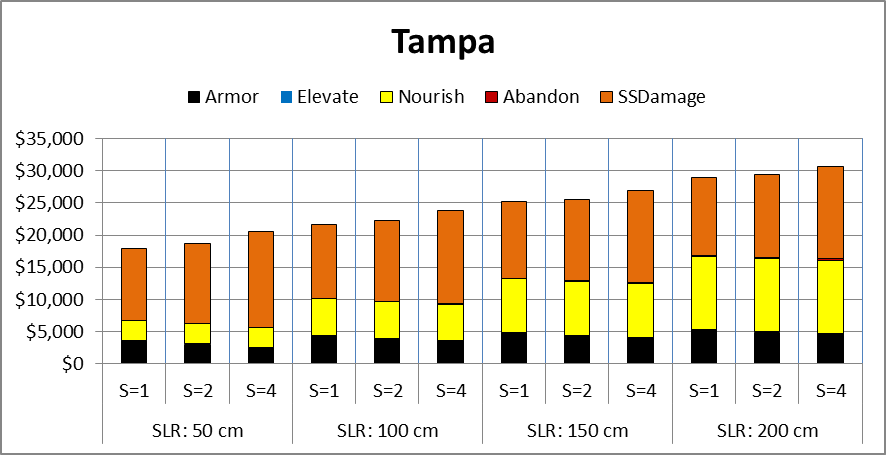 Tampa
Armor Elevate Nourish Abandon SSDamage
$35,000
$30,000
$25,000
$20,000
$15,000
$10,000
$5,000
$0
S=1 S=2 S=4 S=1 S=2 S=4 S=1 S=2 S=4 S=1 S=2 S=4
SLR: 50 cm SLR: 100 cm SLR: 150 cm SLR: 200 cm